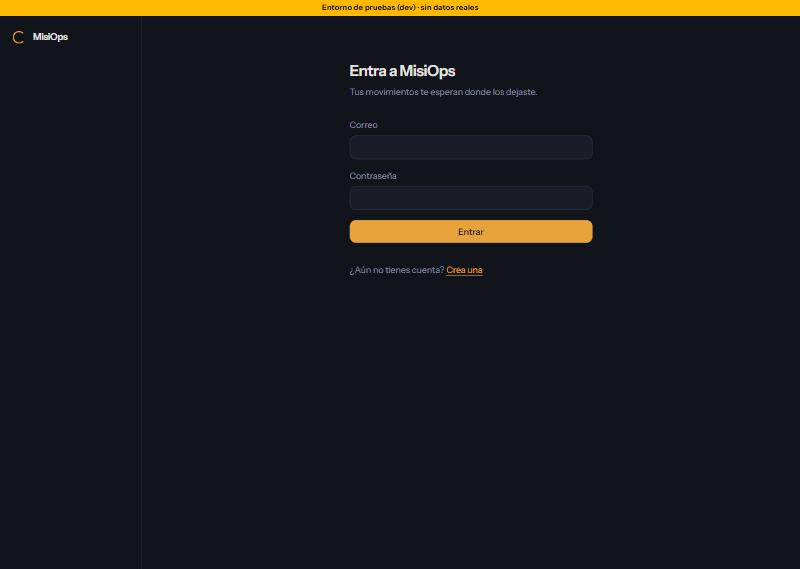 Entorno de pruebas (dev) · sin datos reales
MisiOps
Entra a MisiOps
Tus movimientos te esperan donde los dejaste.
Correo
Contraseña
Entrar
¿Aún no tienes cuenta? Crea una